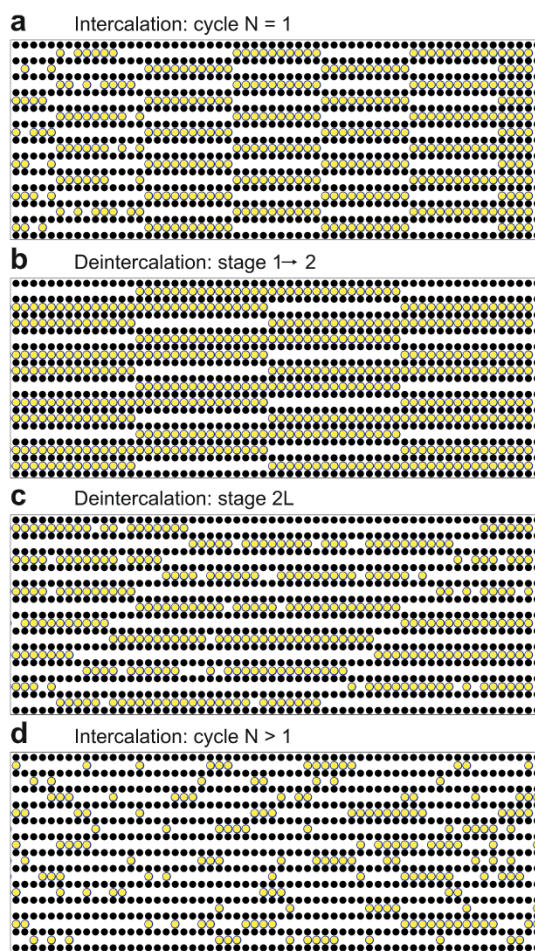 a Intercalation: cycle N = 1
b Deintercalation: stage 1→ 2
c Deintercalation: stage 2L
d Intercalation: cycle N > 1